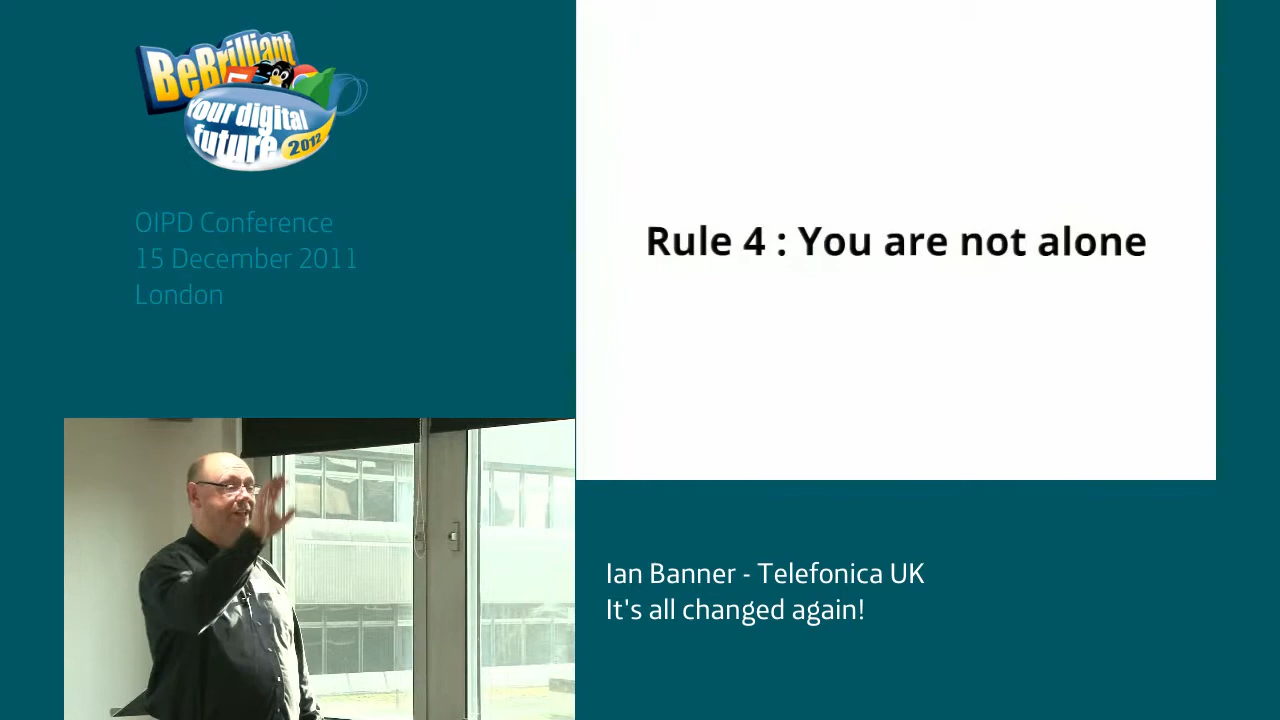 BeBrilliant
Your digital
future
2012
OIPD Conference
15 December 2011
London
Rule 4 : You are not alone
Ian Banner - Telefonica UK
It's all changed again!